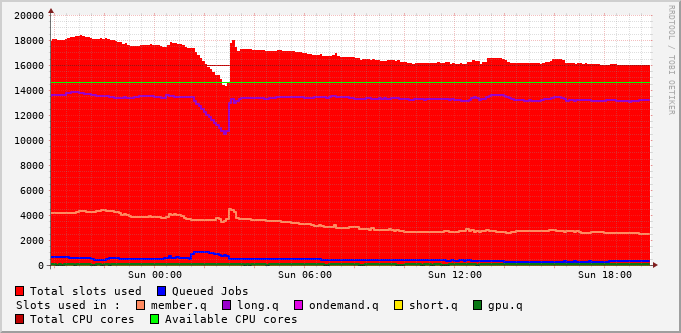 20000
18000
16000
14000
12000
10000
8000
6000
4000
2000
0
Sun 00:00 Sun 06:00 Sun 12:00 Sun 18:00
Total slots used Queued Jobs
Slots used in : member.q long.q ondemand.q short.q gpu.q
Total CPU cores Available CPU cores
RRDTOOL / TOBI OETIKER